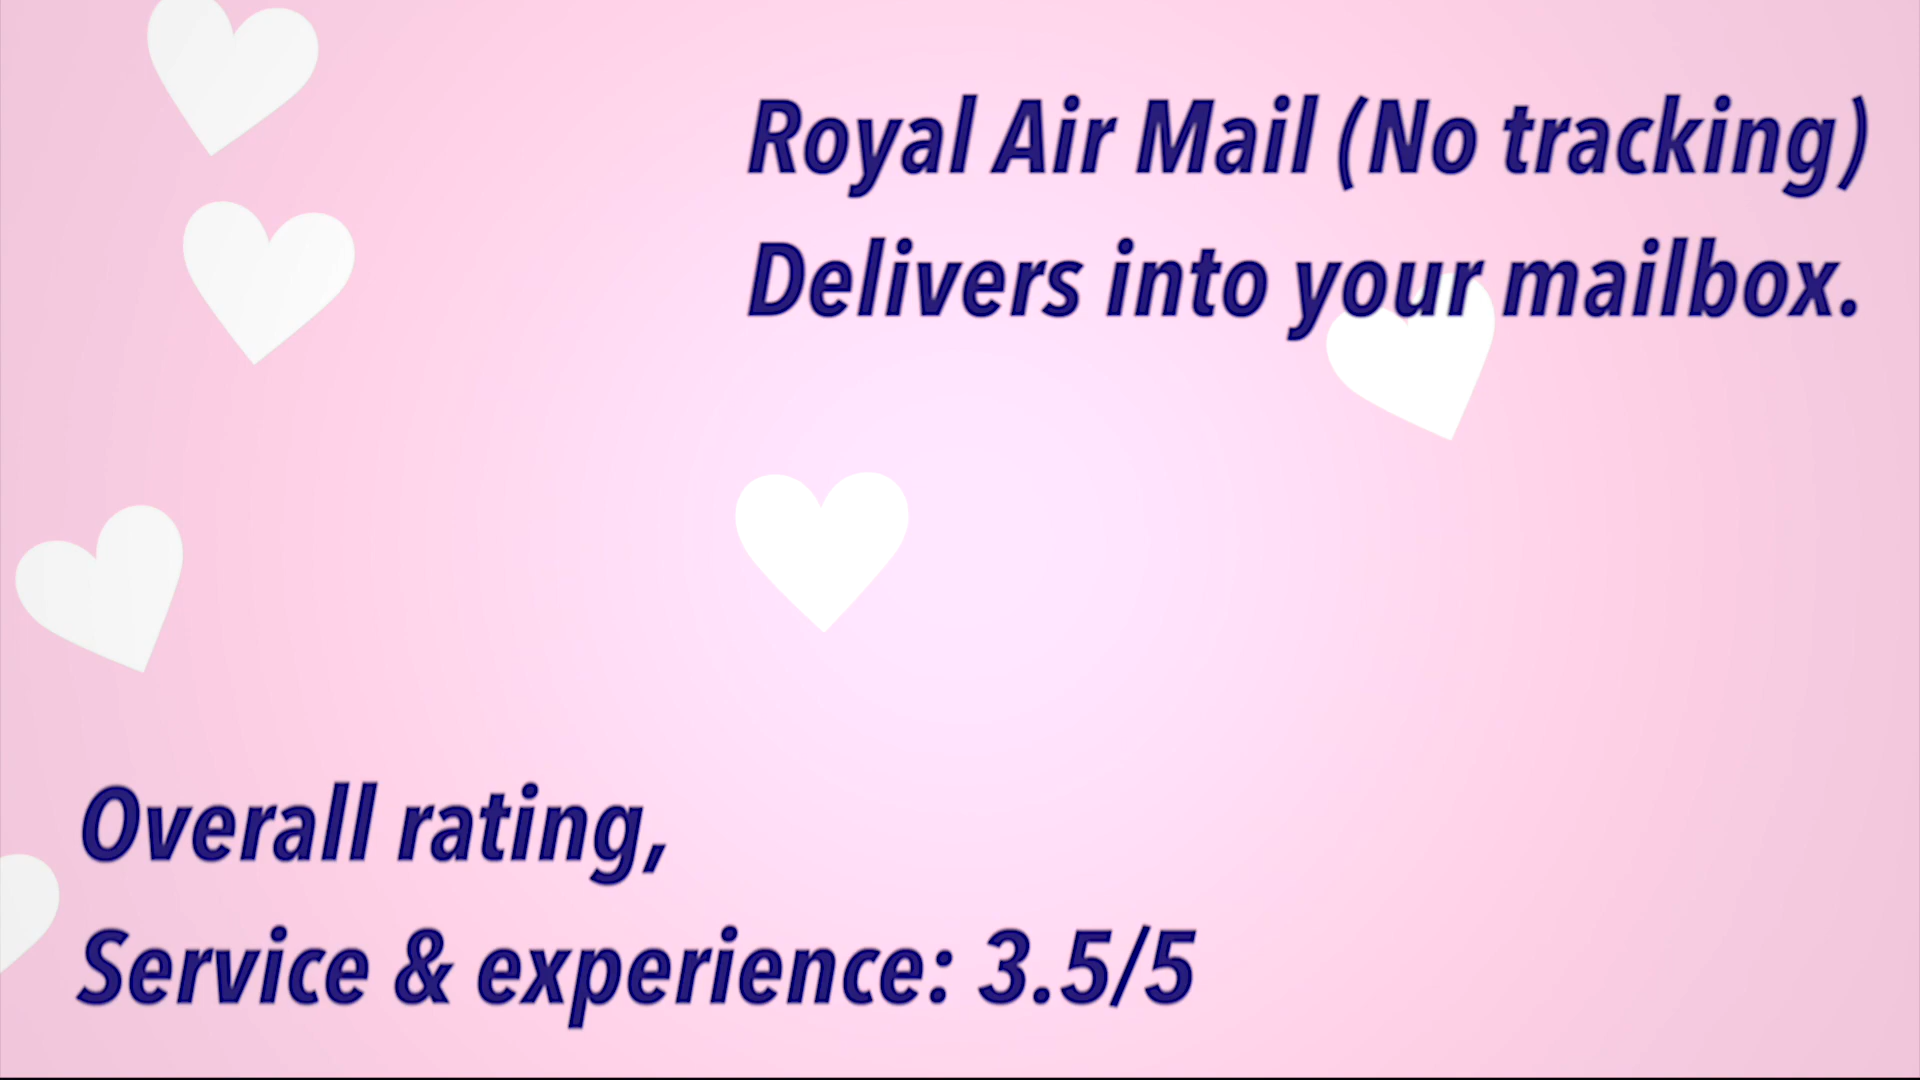 Royal Air Mail (No tracking)
Delivers into your mailbox.
Overall rating,
Service & experience: 3.5/5